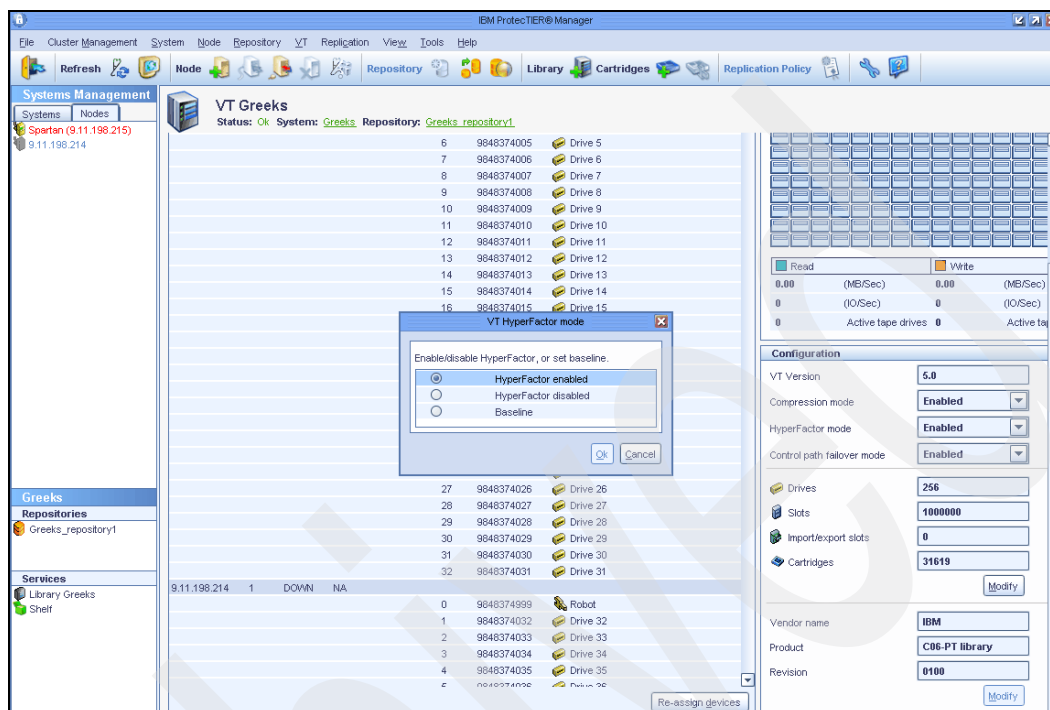 IBM ProtecTIER® Manager
File Cluster Management System Node Repository VT Replication View Tools Help
Refresh Node Repository Library Cartridges Replication Policy
Systems Management
Systems Nodes
Spartan (9.11.198.215)
9.11.198.214
VT Greeks
Status: Ok System: Greeks Repository: Greeks_repository1
6 9848374005 Drive 5
7 9848374006 Drive 6
8 9848374007 Drive 7
9 9848374008 Drive 8
10 9848374009 Drive 9
11 9848374010 Drive 10
12 9848374011 Drive 11
13 9848374012 Drive 12
14 9848374013 Drive 13
15 9848374014 Drive 14
16 9848374015 Drive 15
VT HyperFactor mode
Enable/disable HyperFactor, or set baseline.
HyperFactor enabled
HyperFactor disabled
Baseline
Ok Cancel
27 9848374026 Drive 26
28 9848374027 Drive 27
29 9848374028 Drive 28
30 9848374029 Drive 29
31 9848374030 Drive 30
32 9848374031 Drive 31
9.11.198.214 1 DOWN NA
0 9848374999 Robot
1 9848374032 Drive 32
2 9848374033 Drive 33
3 9848374034 Drive 34
4 9848374035 Drive 35
Re-assign devices
Read Write
0.00 (MB/Sec) 0.00 (MB/Sec)
0 (IO/Sec) 0 (IO/Sec)
0 Active tape drives 0 Active ta
Configuration
VT Version 5.0
Compression mode Enabled
HyperFactor mode Enabled
Control path failover mode Enabled
Drives 256
Slots 1000000
Import/export slots 0
Cartridges 31619
Modify
Vendor name IBM
Product C06-PT library
Revision 0100
Modify
Greeks
Repositories
Greeks_repository1
Services
Library Greeks
Shelf